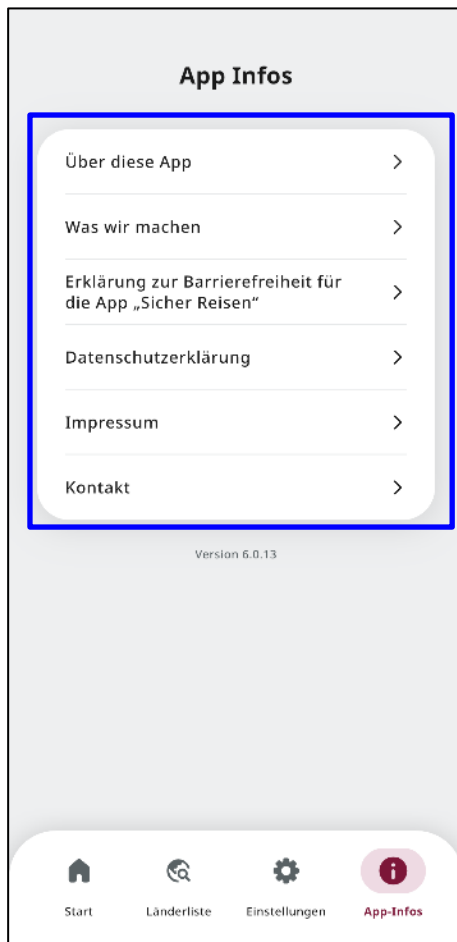 App Infos
Über diese App
Was wir machen
Erklärung zur Barrierefreiheit für
die App „Sicher Reisen“
Datenschutzerklärung
Impressum
Kontakt
Version 6.0.13
Start
Länderliste
Einstellungen
App-Infos